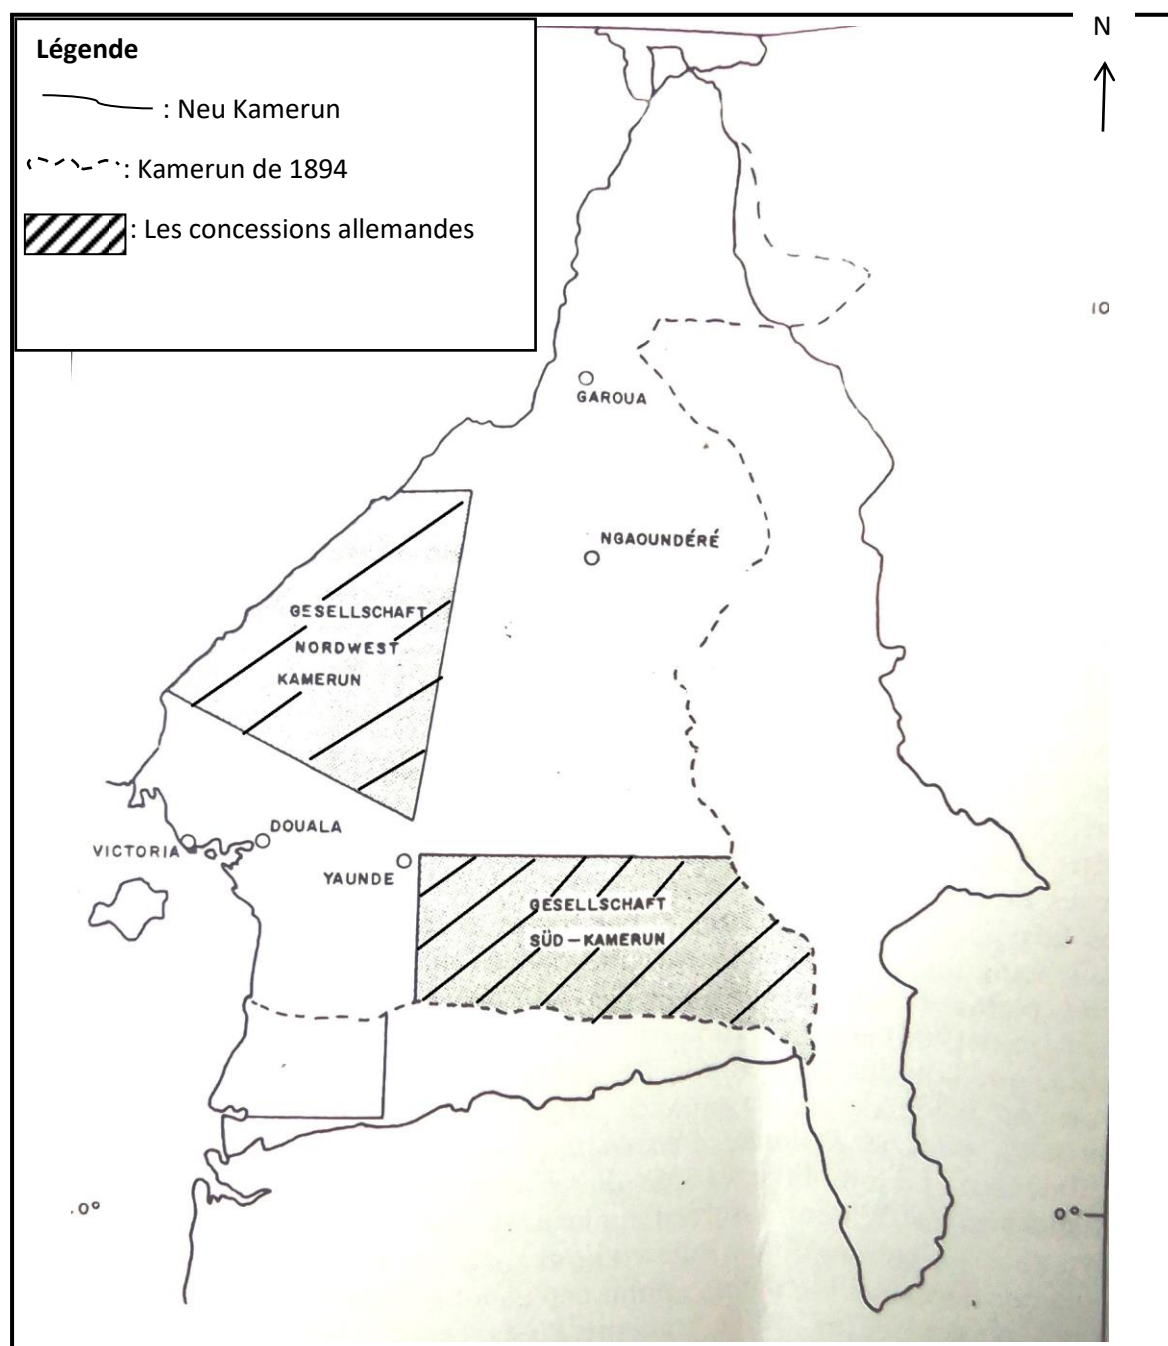 Légende
: Neu Kamerun
: Kamerun de 1894
: Les concessions allemandes
N
10
GAROUA
NGAOUNDÉRÉ
GESELLSCHAFT
NORDWEST
KAMERUN
DOUALA
VICTORIA
YAUNDE
GESELLSCHAFT
SÜD-KAMERUN
.0°
0°